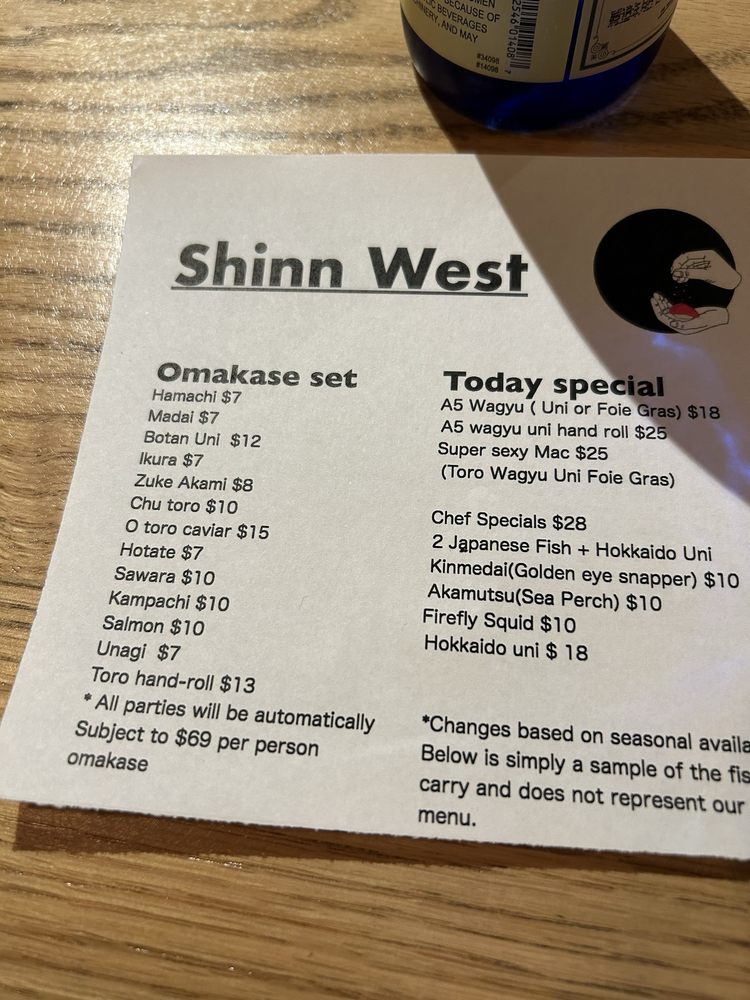 BECAUSE OF
BEVERAGES
AND MAY
#34098
#14098
Shinn West
Omakase set
Hamachi $7
Madai $7
Botan Uni $12
Ikura $7
Zuke Akami $8
Chu toro $10
O toro caviar $15
Hotate $7
Sawara $10
Kampachi $10
Salmon $10
Unagi $7
Toro hand-roll $13
* All parties will be automatically
Subject to $69 per person
omakase
Today special
A5 Wagyu ( Uni or Foie Gras) $18
A5 wagyu uni hand roll $25
Super sexy Mac $25
(Toro Wagyu Uni Foie Gras)
Chef Specials $28
2 Japanese Fish + Hokkaido Uni
Kinmedai(Golden eye snapper) $10
Akamutsu(Sea Perch) $10
Firefly Squid $10
Hokkaido uni $ 18
*Changes based on seasonal availa
Below is simply a sample of the fis
carry and does not represent our
menu.